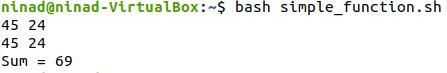 ninad@ninad-VirtualBox:~$ bash simple_function.sh
45 24
45 24
Sum = 69